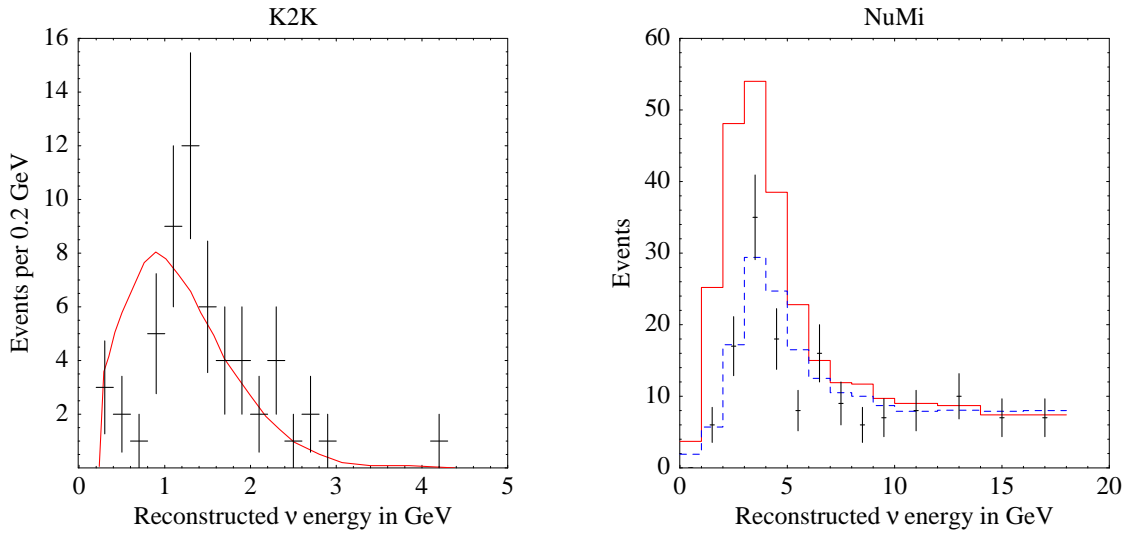 K2K
16
14
12
10
8
6
4
2
Events per 0.2 GeV
0 1 2 3 4 5
Reconstructed ν energy in GeV
NuMi
60
50
40
30
20
10
0
Events
0 5 10 15 20
Reconstructed ν energy in GeV